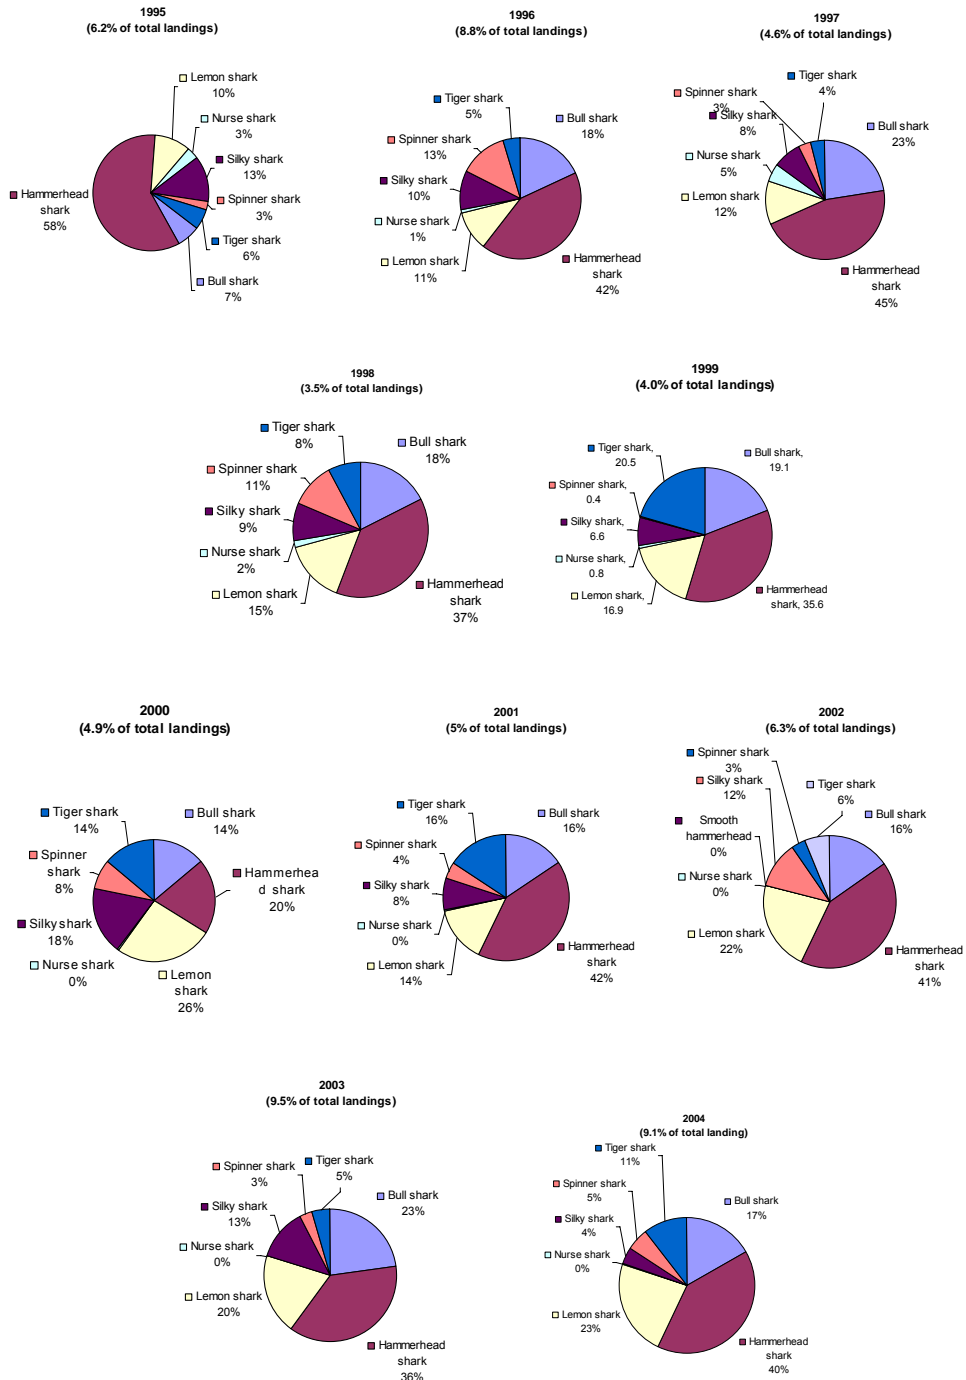 1995
(6.2% of total landings)
Lemon shark
10%
Nurse shark
3%
Silky shark
13%
Spinner shark
3%
Tiger shark
6%
Bull shark
7%
Hammerhead
shark
58%
1996
(8.8% of total landings)
Tiger shark
5%
Bull shark
18%
Spinner shark
13%
Silky shark
10%
Nurse shark
1%
Lemon shark
11%
Hammerhead
shark
42%
1997
(4.6% of total landings)
Tiger shark
4%
Spinner shark
3%
Silky shark
8%
Bull shark
23%
Nurse shark
5%
Lemon shark
12%
Hammerhead
shark
45%
1998
(3.5% of total landings)
Tiger shark
8%
Bull shark
18%
Spinner shark
11%
Silky shark
9%
Nurse shark
2%
Lemon shark
15%
Hammerhead
shark
37%
1999
(4.0% of total landings)
Tiger shark,
20.5
Bull shark,
19.1
Spinner shark,
0.4
Silky shark,
6.6
Nurse shark,
0.8
Lemon shark,
16.9
Hammerhead
shark, 35.6
2000
(4.9% of total landings)
Tiger shark
14%
Bull shark
14%
Spinner
shark
8%
Hammerhea
d shark
20%
Silky shark
18%
Nurse shark
0%
Lemon
shark
26%
2001
(5% of total landings)
Tiger shark
16%
Bull shark
16%
Spinner shark
4%
Silky shark
8%
Nurse shark
0%
Lemon shark
14%
Hammerhead
shark
42%
2002
(6.3% of total landings)
Spinner shark
3%
Silky shark
12%
Tiger shark
6%
Bull shark
16%
Smooth
hammerhead
0%
Nurse shark
0%
Lemon shark
22%
Hammerhead
shark
41%
2003
(9.5% of total landings)
Spinner shark
3%
Tiger shark
5%
Bull shark
23%
Silky shark
13%
Nurse shark
0%
Lemon shark
20%
Hammerhead
shark
36%
2004
(9.1% of total landing)
Tiger shark
11%
Spinner shark
5%
Bull shark
17%
Silky shark
4%
Nurse shark
0%
Lemon shark
23%
Hammerhead
shark
40%